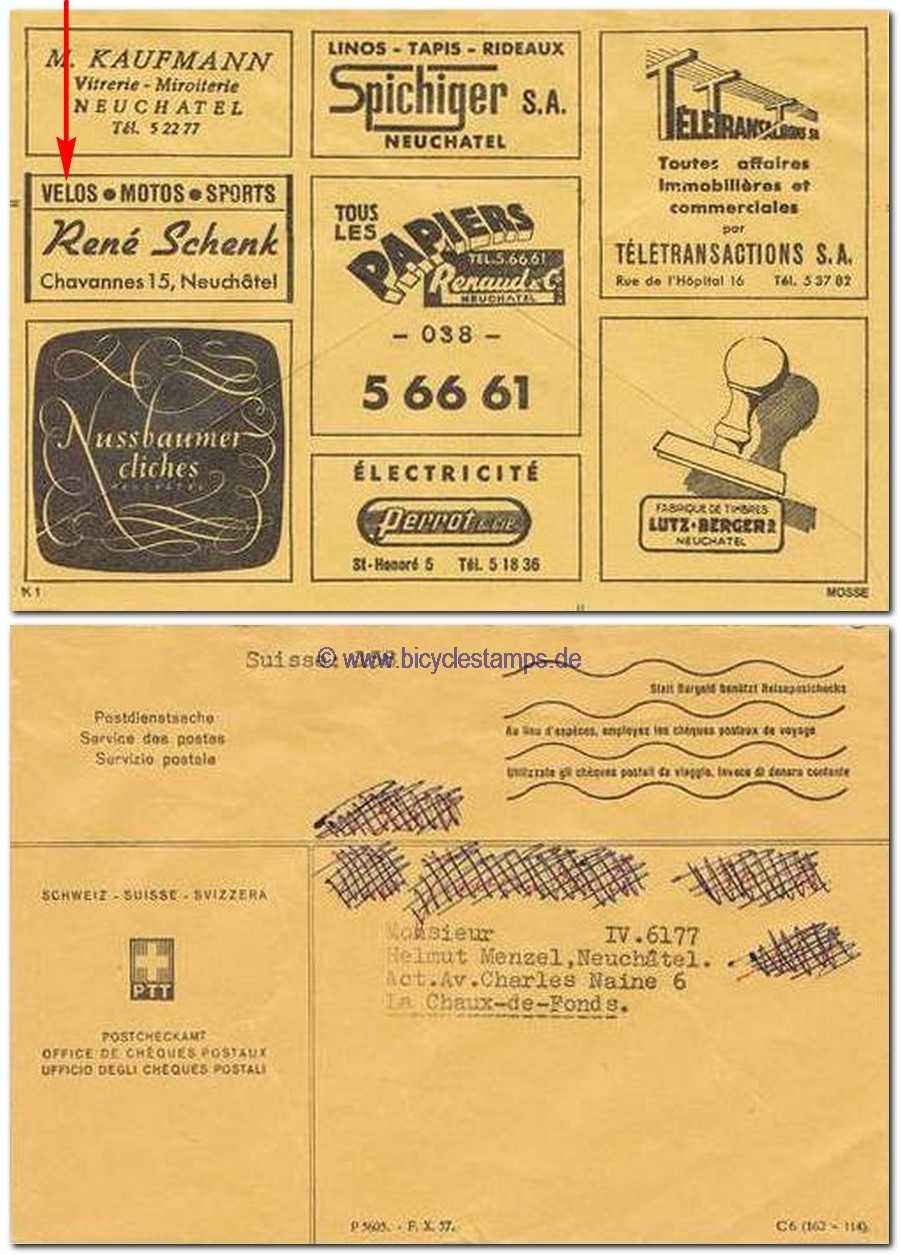 M. KAUFMANN
Vitrerie - Miroiterie
NEUCHATEL
Tél. 5 22 77
LINOS - TAPIS - RIDEAUX
Spichiger S.A.
NEUCHATEL
TÉLÉTRANSACTIONS SA
Toutes affaires
Immobilières et
commerciales
par
TÉLÉTRANSACTIONS S.A.
Rue de l'Hôpital 16 Tél. 5 37 82
VELOS • MOTOS • SPORTS
René Schenk
Chavannes 15, Neuchâtel
TOUS
LES
PAPIERS
TEL. 5.66.61
Renaud & Cie
NEUCHATEL
- 038 -
5 66 61
Nussbaumer
cliches
NEUCHATEL
ÉLECTRICITÉ
Perrot & CIE
St-Honoré 5 Tél. 5 18 36
FABRIQUE DE TIMBRES
LUTZ-BERGER
NEUCHATEL
K 1
MOSSE
Suisse:
© www.bicyclestamps.de
Statt Bargeld benützt Reisepostchecks
Au lieu d'espèces, employez les chèques postaux de voyage
Utilizzate gli chèques postali da viaggio, invece di denaro contante
Postdienstsache
Service des postes
Servizio postale
SCHWEIZ - SUISSE - SVIZZERA
PTT
POSTCHECKAMT
OFFICE DE CHÈQUES POSTAUX
UFFICIO DEGLI CHÈQUES POSTALI
Monsieur IV.6177
Helmut Menzel, Neuchâtel.
Act.Av.Charles Naine 6
La Chaux-de-Fonds.
P 5605. - F. X. 57.
C 6 (162 - 114).